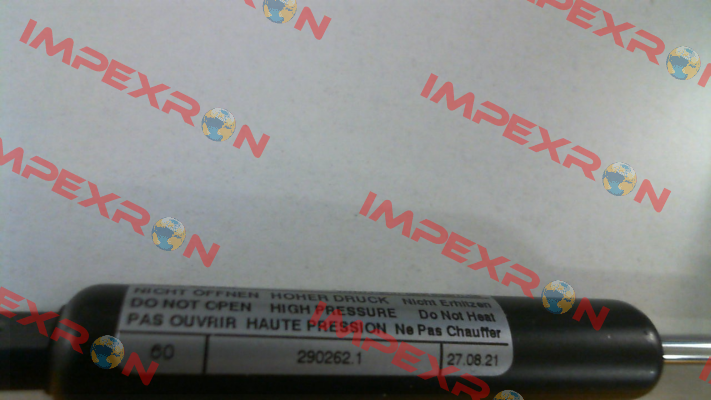 IMPEXRON
IMPEXRON
IMPEXRON
IMPEXRON
IMPEXRON
IMPEXRON
NICHT ÖFFNEN HOHER DRUCK Nicht Erhitzen
DO NOT OPEN HIGH PRESSURE Do Not Heat
PAS OUVRIR HAUTE PRESSION Ne Pas Chauffer
60 290262.1 27.08.21
IMPEXRON